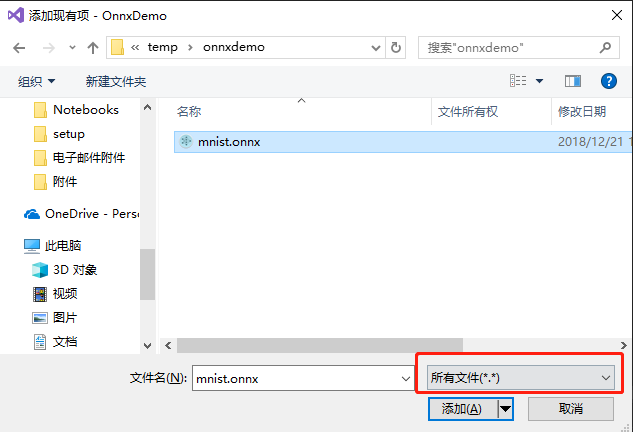 添加现有项 - OnnxDemo
« temp › onnxdemo
搜索"onnxdemo"
组织 新建文件夹
Notebooks
setup
电子邮件附件
附件
OneDrive - Perso
此电脑
3D 对象
视频
图片
文档
名称 文件所有权 修改日期
mnist.onnx 2018/12/21 1
文件名(N): mnist.onnx 所有文件(*.*)
添加(A) 取消